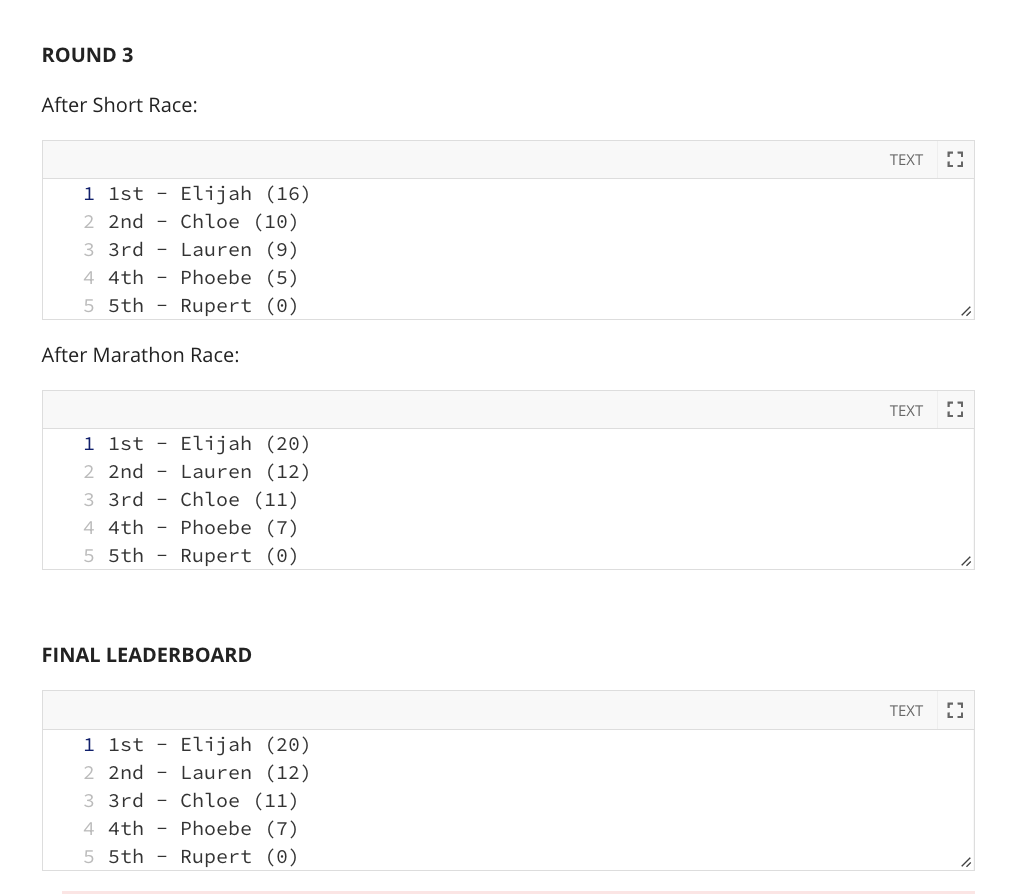 ROUND 3
After Short Race:
TEXT
1 1st - Elijah (16)
2 2nd - Chloe (10)
3 3rd - Lauren (9)
4 4th - Phoebe (5)
5 5th - Rupert (0)
After Marathon Race:
TEXT
1 1st - Elijah (20)
2 2nd - Lauren (12)
3 3rd - Chloe (11)
4 4th - Phoebe (7)
5 5th - Rupert (0)
FINAL LEADERBOARD
TEXT
1 1st - Elijah (20)
2 2nd - Lauren (12)
3 3rd - Chloe (11)
4 4th - Phoebe (7)
5 5th - Rupert (0)